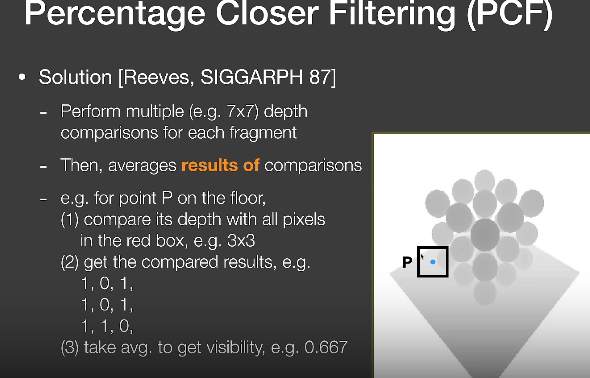 Percentage Closer Filtering (PCF)
• Solution [Reeves, SIGGARPH 87]
- Perform multiple (e.g. 7x7) depth
comparisons for each fragment
- Then, averages results of comparisons
- e.g. for point P on the floor,
(1) compare its depth with all pixels
in the red box, e.g. 3x3
(2) get the compared results, e.g.
1, 0, 1,
1, 0, 1,
1, 1, 0,
(3) take avg. to get visibility, e.g. 0.667
P